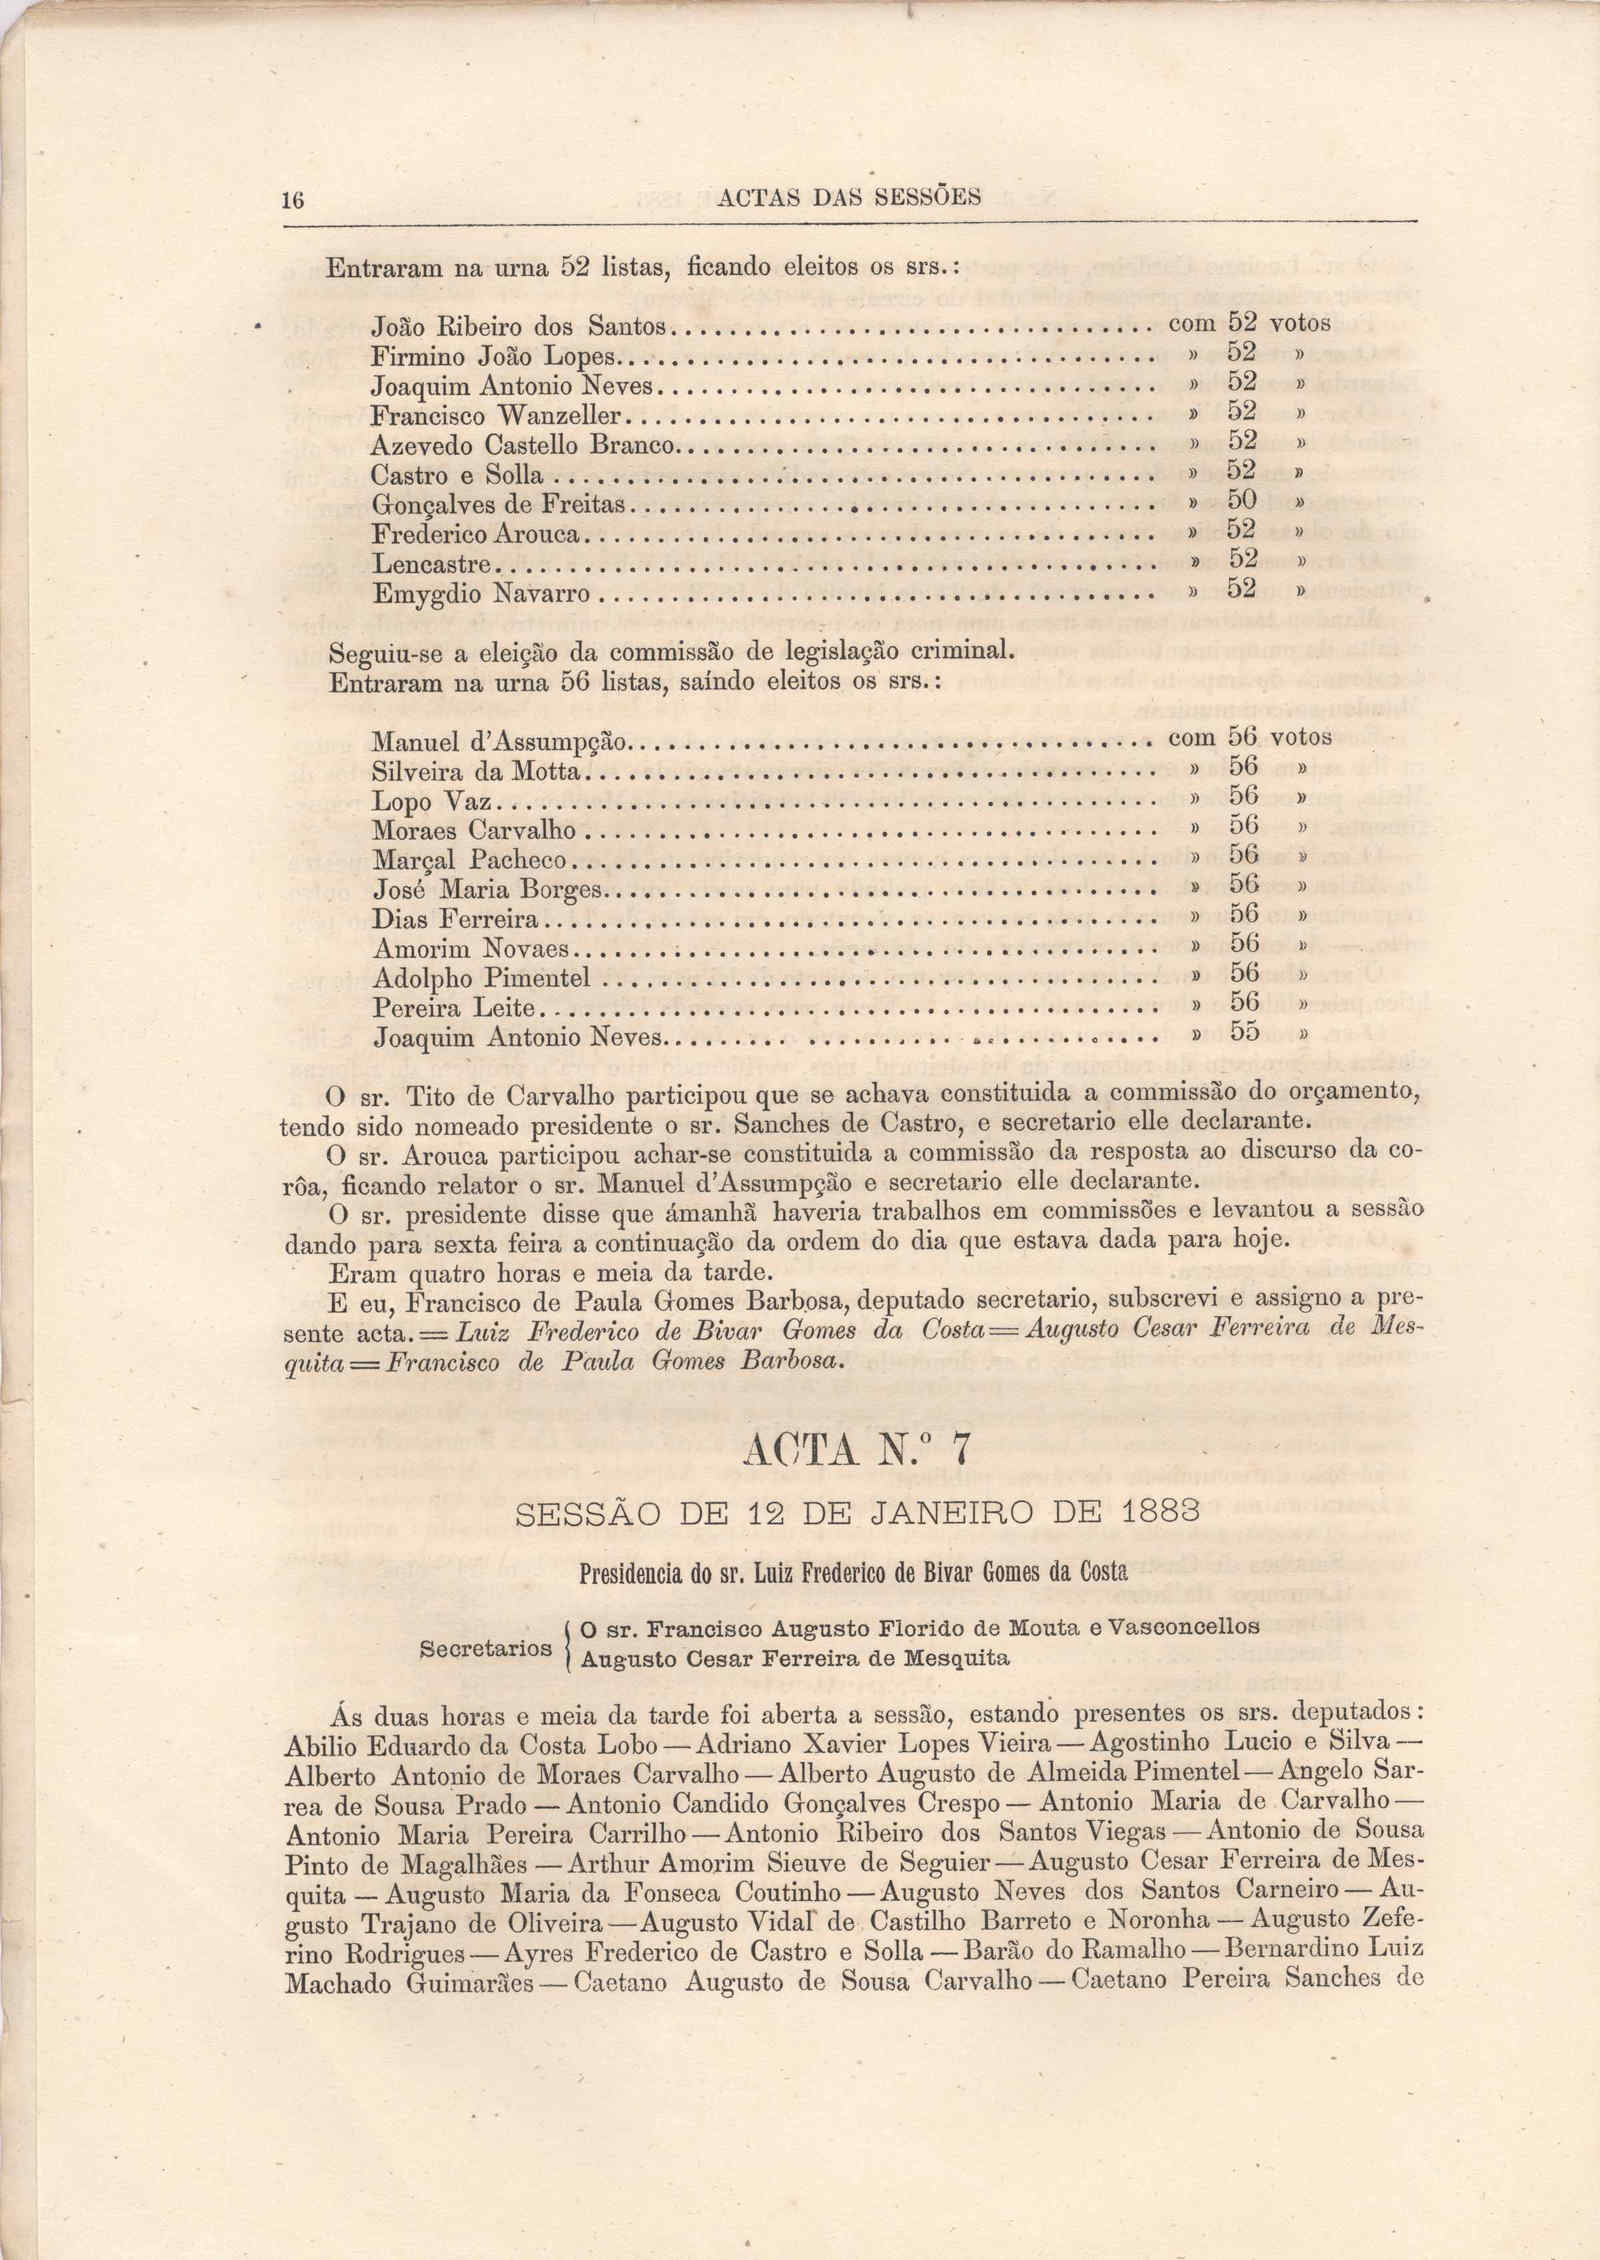 16
ACTAS DAS SESSÕES
Entraram na urna 52 listas, ficando eleitos os srs.:
João Ribeiro dos Santos................................. com 52 votos
Firmino João Lopes..................................... » 52 »
Joaquim Antonio Neves.................................. » 52 »
Francisco Wanzeller.................................... » 52 »
Azevedo Castello Branco................................ » 52 »
Castro e Solla......................................... » 52 »
Gonçalves de Freitas................................... » 50 »
Frederico Arouca....................................... » 52 »
Lencastre.............................................. » 52 »
Emygdio Navarro........................................ » 52 »
Seguiu-se a eleição da commissão de legislação criminal.
Entraram na urna 56 listas, saíndo eleitos os srs.:
Manuel d'Assumpção.................................... com 56 votos
Silveira da Motta...................................... » 56 »
Lopo Vaz............................................... » 56 »
Moraes Carvalho........................................ » 56 »
Marçal Pacheco......................................... » 56 »
José Maria Borges...................................... » 56 »
Dias Ferreira.......................................... » 56 »
Amorim Novaes.......................................... » 56 »
Adolpho Pimentel....................................... » 56 »
Pereira Leite.......................................... » 56 »
Joaquim Antonio Neves.................................. » 55 »
O sr. Tito de Carvalho participou que se achava constituida a commissão do orçamento,
tendo sido nomeado presidente o sr. Sanches de Castro, e secretario elle declarante.
O sr. Arouca participou achar-se constituida a commissão da resposta ao discurso da co-
rôa, ficando relator o sr. Manuel d'Assumpção e secretario elle declarante.
O sr. presidente disse que ámanhã haveria trabalhos em commissões e levantou a sessão
dando para sexta feira a continuação da ordem do dia que estava dada para hoje.
Eram quatro horas e meia da tarde.
E eu, Francisco de Paula Gomes Barbosa, deputado secretario, subscrevi e assigno a pre-
sente acta.=Luiz Frederico de Bivar Gomes da Costa=Augusto Cesar Ferreira de Mes-
quita=Francisco de Paula Gomes Barbosa.
ACTA N.º 7
SESSÃO DE 12 DE JANEIRO DE 1883
Presidencia do sr. Luiz Frederico de Bivar Gomes da Costa
Secretarios { O sr. Francisco Augusto Florido de Mouta e Vasconcellos
Augusto Cesar Ferreira de Mesquita
Ás duas horas e meia da tarde foi aberta a sessão, estando presentes os srs. deputados:
Abilio Eduardo da Costa Lobo—Adriano Xavier Lopes Vieira—Agostinho Lucio e Silva—
Alberto Antonio de Moraes Carvalho—Alberto Augusto de Almeida Pimentel—Angelo Sar-
rea de Sousa Prado—Antonio Candido Gonçalves Crespo—Antonio Maria de Carvalho—
Antonio Maria Pereira Carrilho—Antonio Ribeiro dos Santos Viegas—Antonio de Sousa
Pinto de Magalhães—Arthur Amorim Sieuve de Seguier—Augusto Cesar Ferreira de Mes-
quita—Augusto Maria da Fonseca Coutinho—Augusto Neves dos Santos Carneiro—Au-
gusto Trajano de Oliveira—Augusto Vidal de Castilho Barreto e Noronha—Augusto Zefe-
rino Rodrigues—Ayres Frederico de Castro e Solla—Barão do Ramalho—Bernardino Luiz
Machado Guimarães—Caetano Augusto de Sousa Carvalho—Caetano Pereira Sanches de